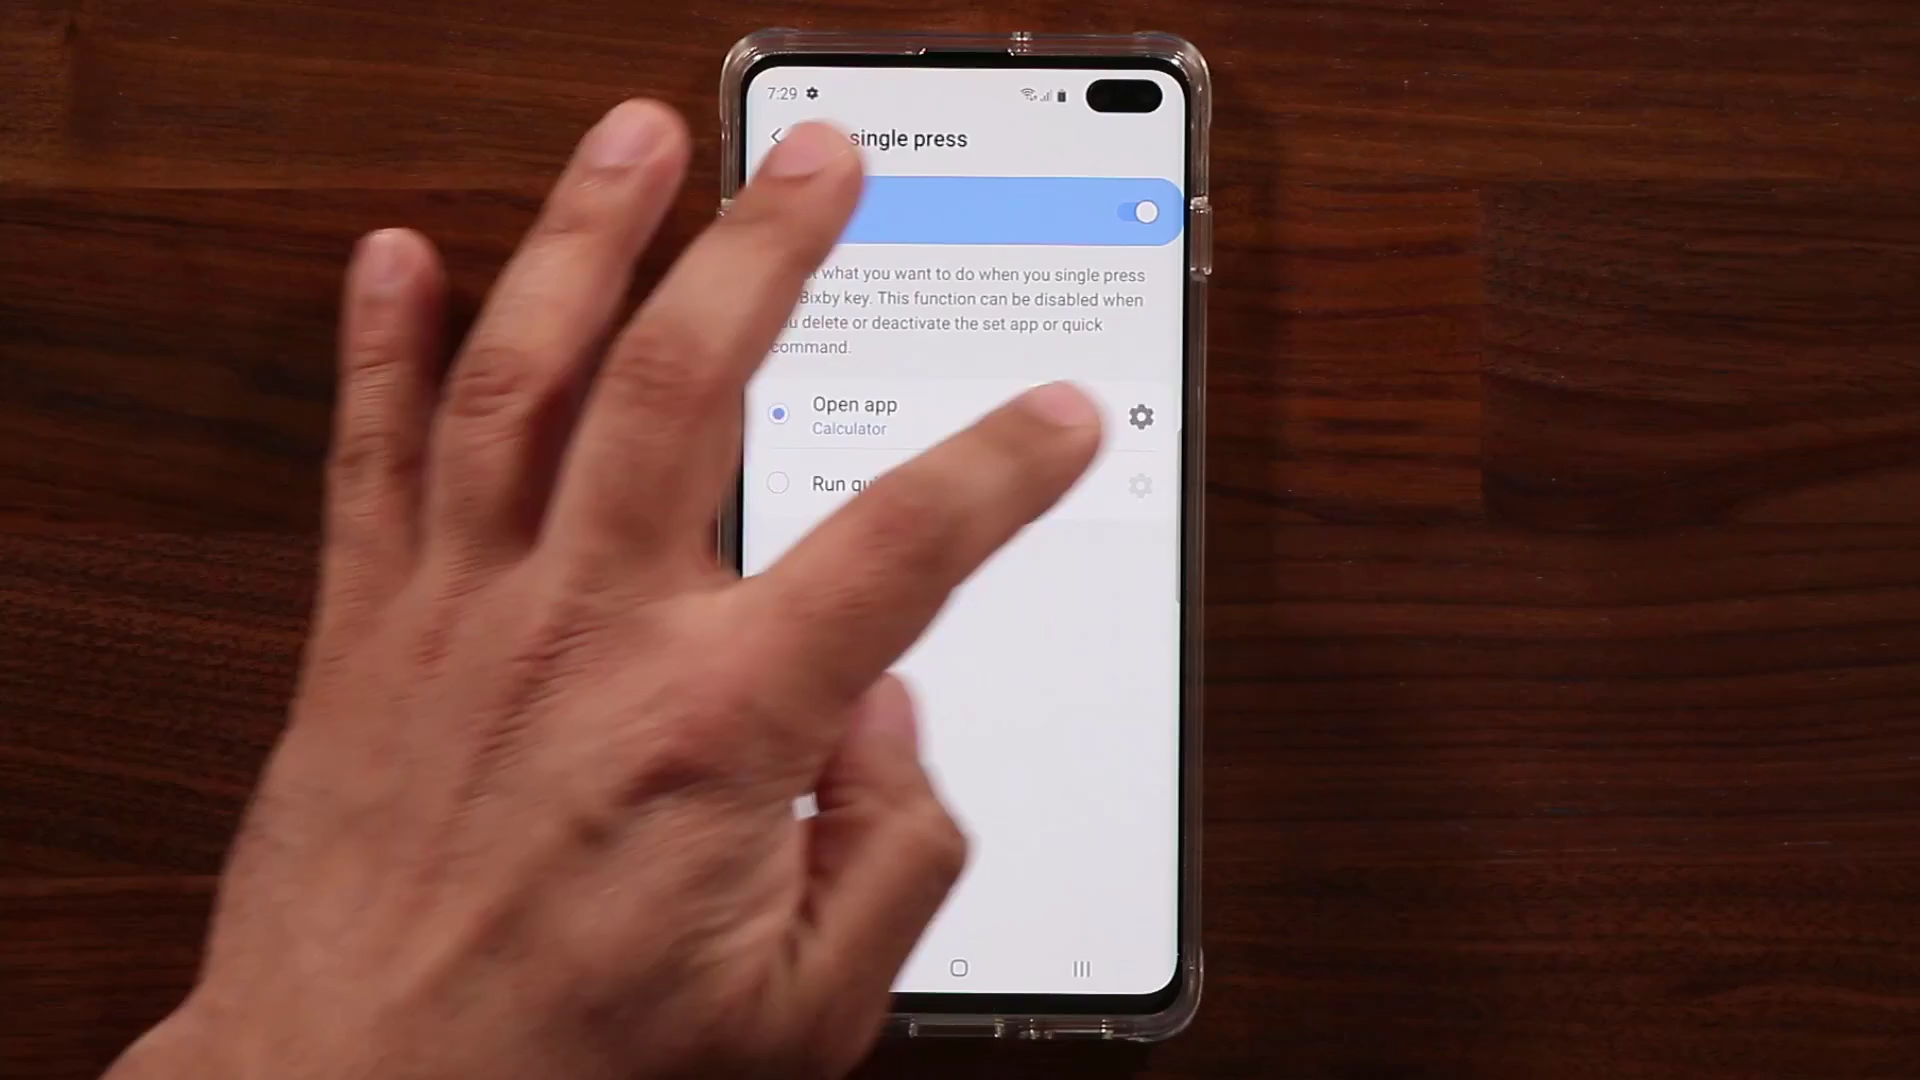 7:29
single press
what you want to do when you single press
Bixby key. This function can be disabled when
delete or deactivate the set app or quick
command.
Open app
Calculator
Run